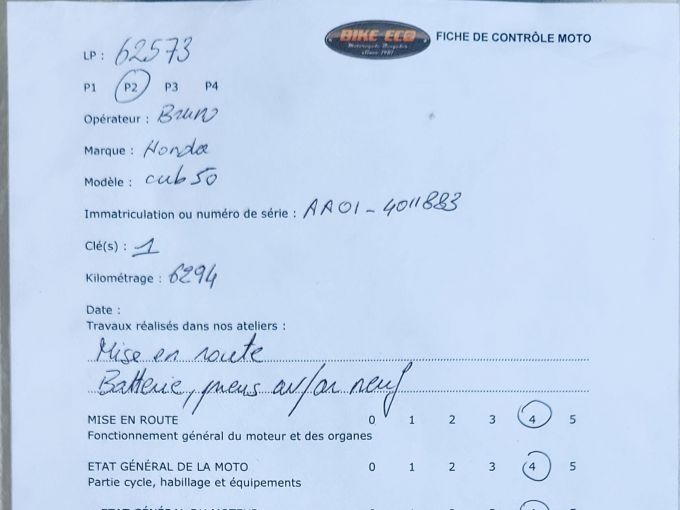 LP : 62573
BIKE-ECO
Motorcycle Recycler
since 1987
FICHE DE CONTRÔLE MOTO
P1 P2 P3 P4
Opérateur : Bruno
Marque : Honda
Modèle : cub 50
Immatriculation ou numéro de série : AA01-4011883
Clé(s) : 1
Kilométrage : 6294
Date :
Travaux réalisés dans nos ateliers :
Mise en route
Batterie, pneus av/ar neuf
MISE EN ROUTE 0 1 2 3 4 5
Fonctionnement général du moteur et des organes
ETAT GÉNÉRAL DE LA MOTO 0 1 2 3 4 5
Partie cycle, habillage et équipements